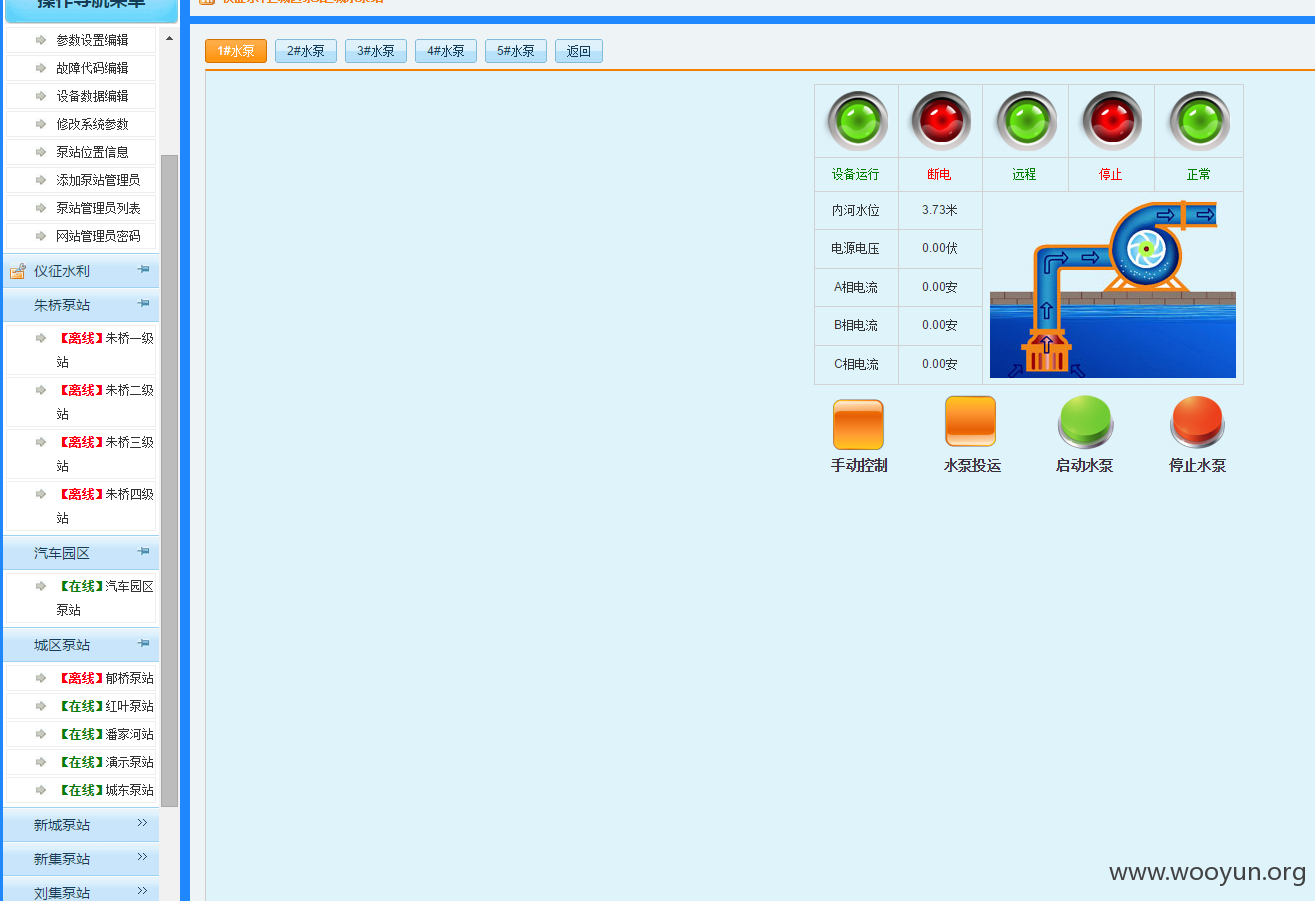 操作导航菜单
参数设置编辑
故障代码编辑
设备数据编辑
修改系统参数
泵站位置信息
添加泵站管理员
泵站管理员列表
网站管理员密码
仪征水利
朱桥泵站
【离线】朱桥一级
站
【离线】朱桥二级
站
【离线】朱桥三级
站
【离线】朱桥四级
站
汽车园区
【在线】汽车园区
泵站
城区泵站
【离线】郁桥泵站
【在线】红叶泵站
【在线】潘家河站
【在线】演示泵站
【在线】城东泵站
新城泵站
新集泵站
刘集泵站
1#水泵 2#水泵 3#水泵 4#水泵 5#水泵 返回
设备运行 断电 远程 停止 正常
内河水位 3.73米
电源电压 0.00伏
A相电流 0.00安
B相电流 0.00安
C相电流 0.00安
手动控制 水泵投运 启动水泵 停止水泵
www.wooyun.org